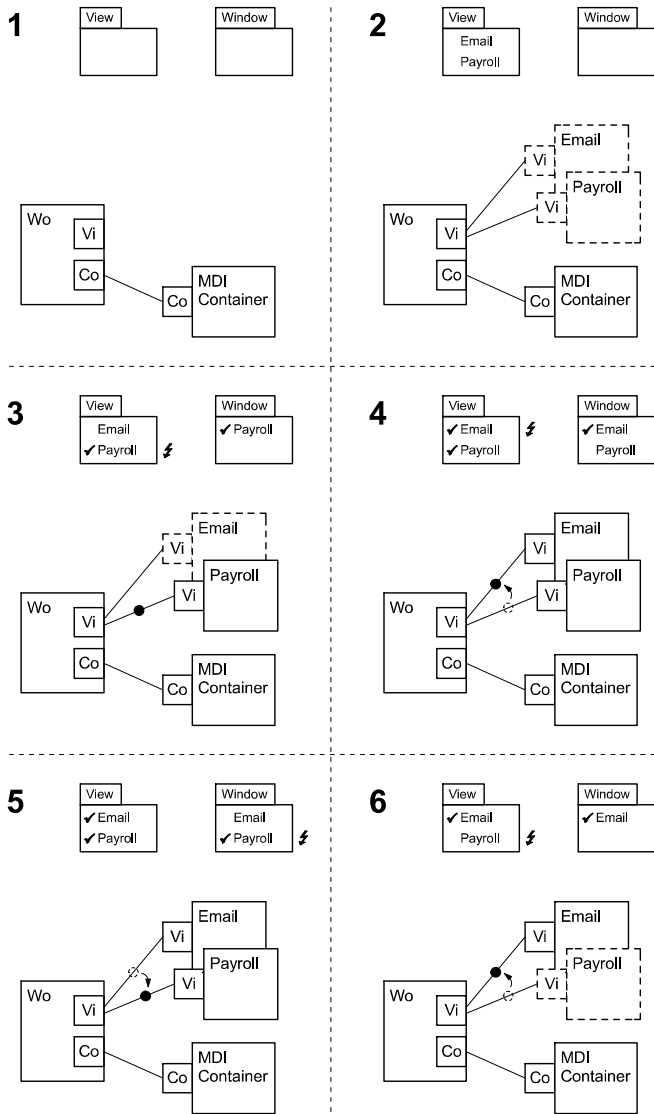 1
View
Window
Wo
Vi
Co
Co
MDI
Container
2
View
Window
Email
Payroll
Email
Vi
Payroll
Vi
Wo
Vi
Co
Co
MDI
Container
3
View
Window
Email
✓ Payroll
✓ Payroll
Email
Vi
Payroll
Vi
Wo
Vi
Co
Co
MDI
Container
4
View
Window
✓ Email
✓ Payroll
✓ Email
Payroll
Email
Vi
Payroll
Vi
Wo
Vi
Co
Co
MDI
Container
5
View
Window
✓ Email
✓ Payroll
Email
✓ Payroll
Email
Vi
Payroll
Vi
Wo
Vi
Co
Co
MDI
Container
6
View
Window
✓ Email
Payroll
✓ Email
Email
Vi
Payroll
Vi
Wo
Vi
Co
Co
MDI
Container